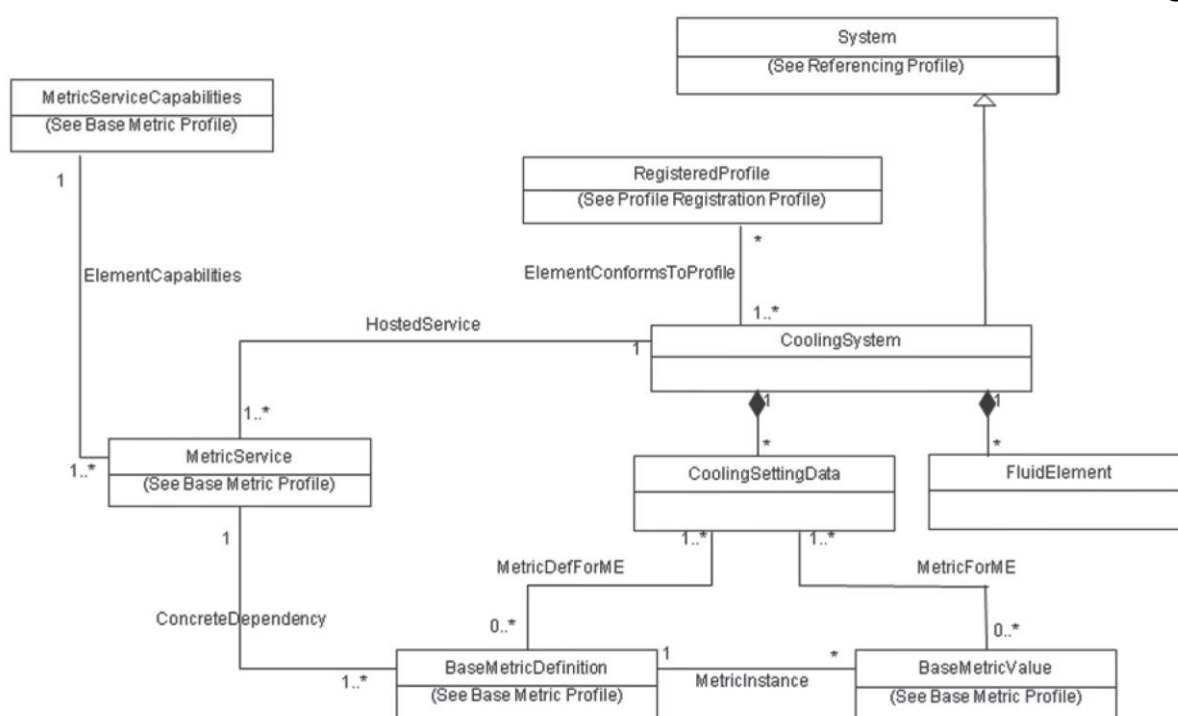 System
(See Referencing Profile)
MetricServiceCapabilities
(See Base Metric Profile)
1
RegisteredProfile
(See Profile Registration Profile)
*
ElementCapabilities
ElementConformsToProfile
1..*
HostedService
CoolingSystem
1
1
1
1..*
*
*
MetricService
1..*
(See Base Metric Profile)
CoolingSettingData
FluidElement
1
1..*
1..*
MetricDefForME
MetricForME
ConcreteDependency
0..*
0..*
BaseMetricDefinition
1
*
BaseMetricValue
1..*
MetricInstance
(See Base Metric Profile)
(See Base Metric Profile)